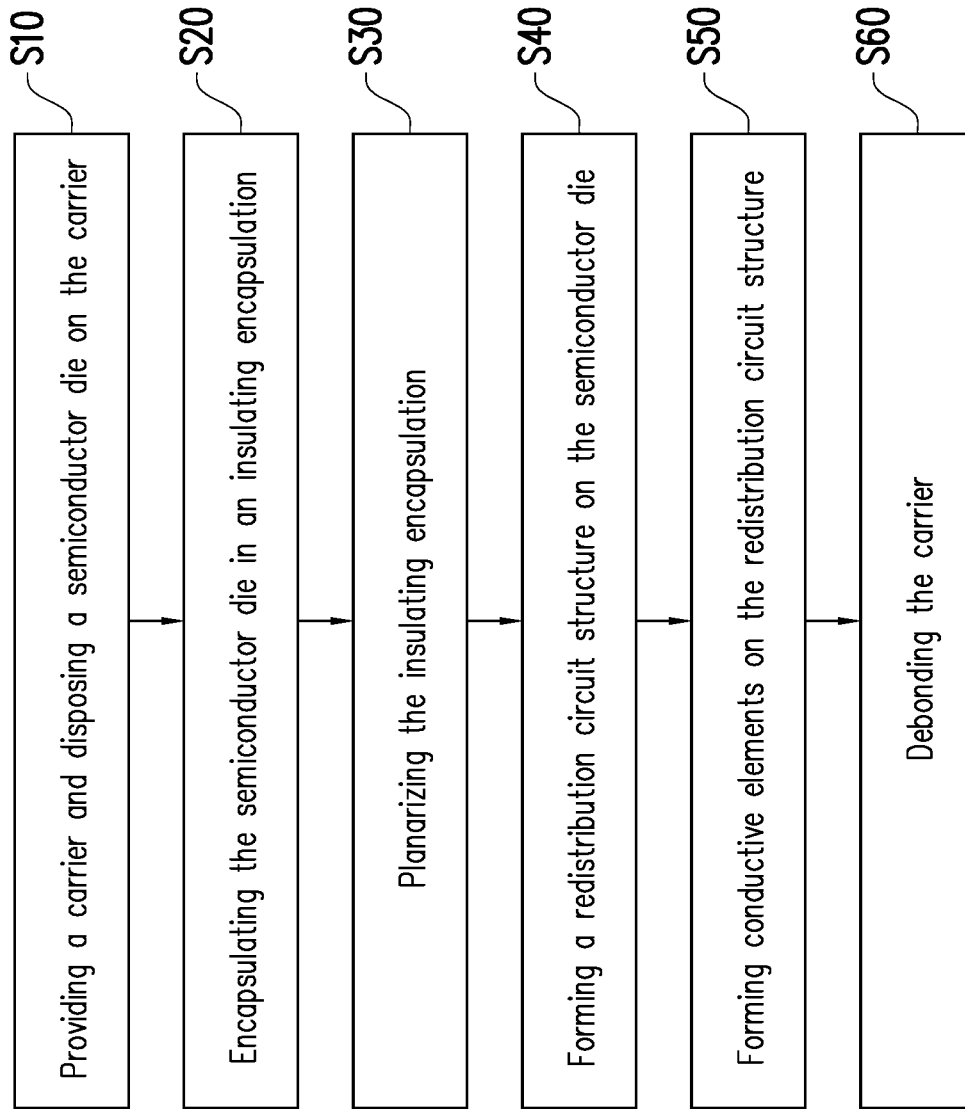 Providing a carrier and disposing a semiconductor die on the carrier
S10
Encapsulating the semiconductor die in an insulating encapsulation
S20
Planarizing the insulating encapsulation
S30
Forming a redistribution circuit structure on the semiconductor die
S40
Forming conductive elements on the redistribution circuit structure
S50
Debonding the carrier
S60